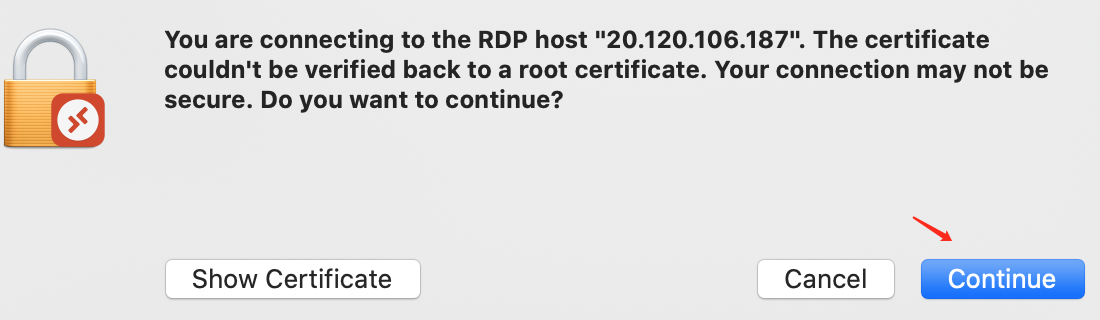 You are connecting to the RDP host "20.120.106.187". The certificate
couldn't be verified back to a root certificate. Your connection may not be
secure. Do you want to continue?
Show Certificate
Cancel
Continue